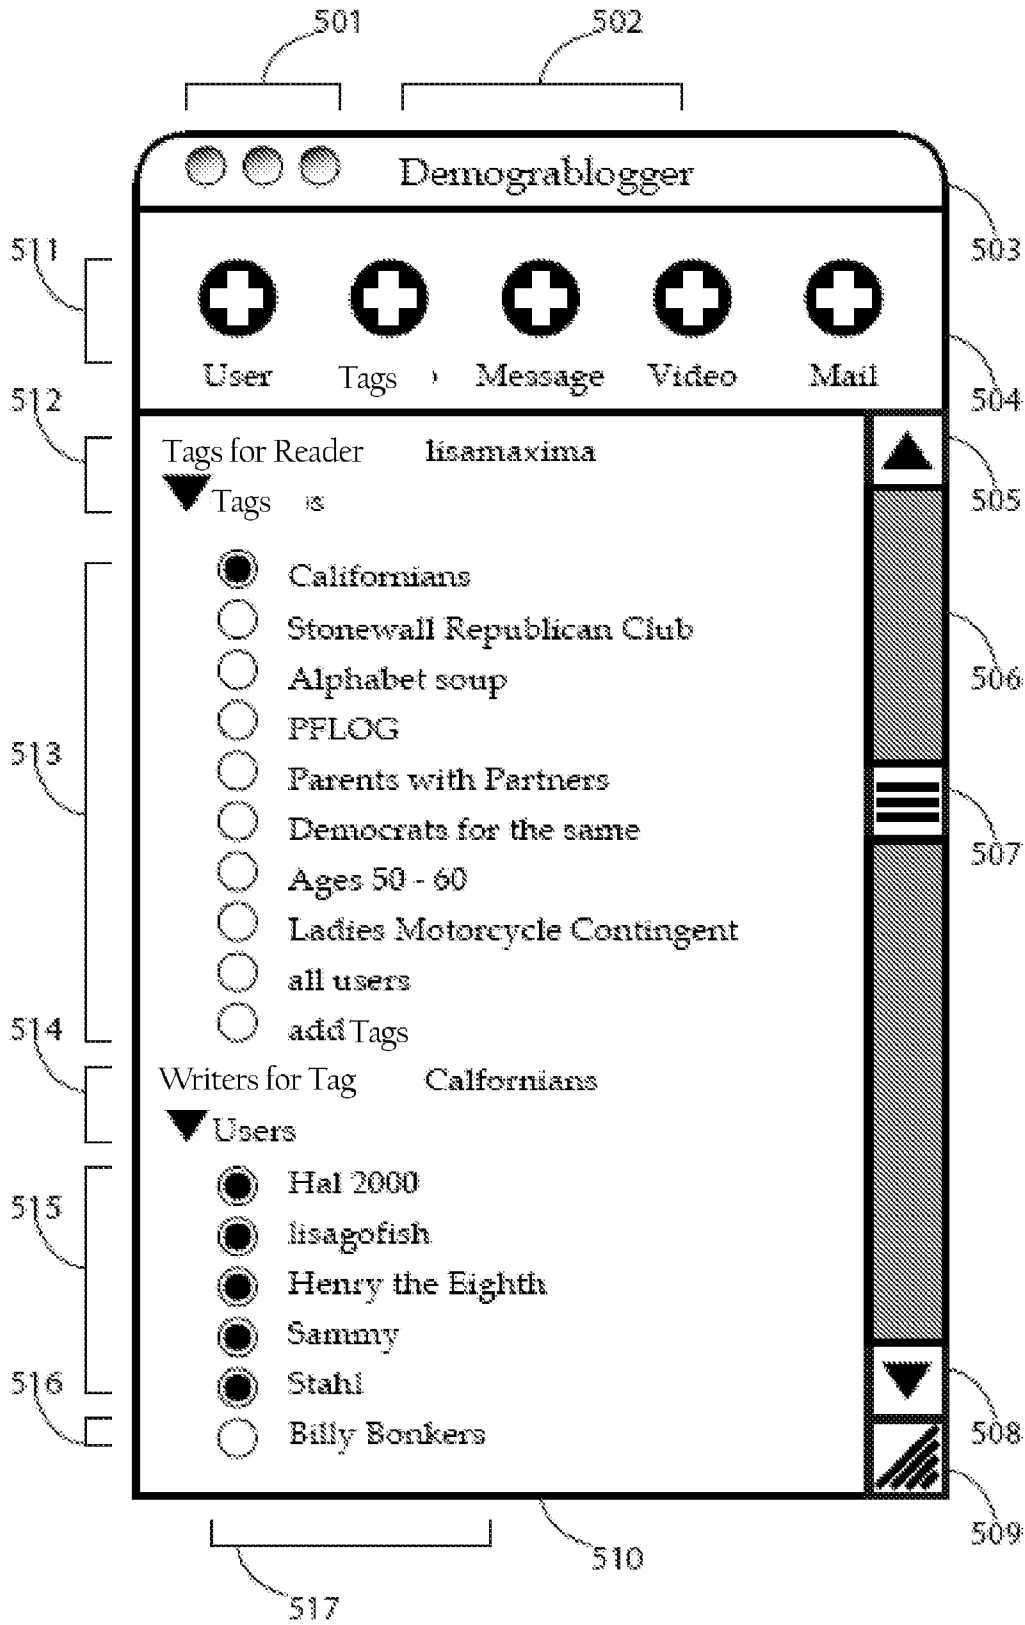 501 502
Demograblogger
503
511
User Tags Message Video Mail
512 504
Tags for Reader lisamaxima
Tags s
505
Californians
Stonewall Republican Club
Alphabet soup
506
PFLOG
513
Parents with Partners
Democrats for the same
507
Ages 50 - 60
Ladies Motorcycle Contingent
all users
514
add Tags
Writers for Tag Calfornians
Users
Hal 2000
515
lisagofish
Henry the Eighth
Sammy
516
Stahl
Billy Bonkers
508
509
510
517